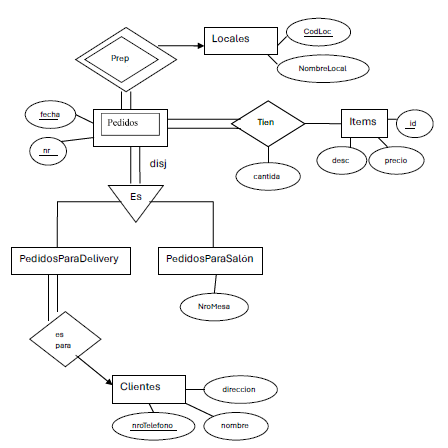 CodLoc
Locales
Prep
NombreLocal
fecha
Pedidos
Tien
Items
id
nr
disj
desc
precio
cantida
Es
PedidosParaDelivery
PedidosParaSalón
NroMesa
es
para
Clientes
direccion
nroTelefono
nombre